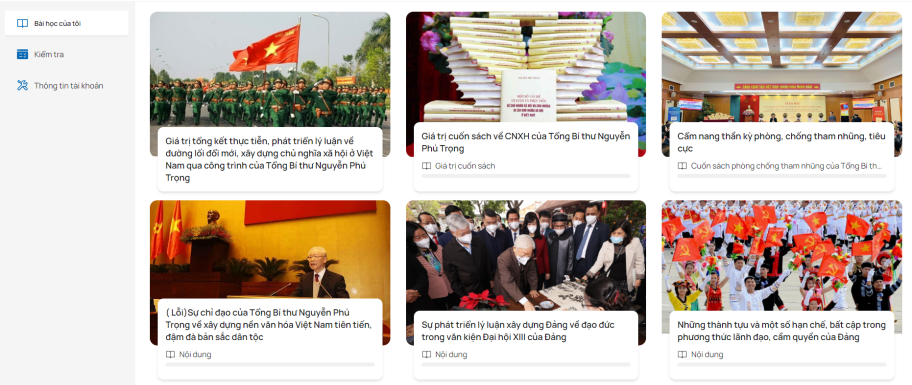 Bài học của tôi
Kiểm tra
Thông tin tài khoản
Giá trị tổng kết thực tiễn, phát triển lý luận về
đường lối đổi mới, xây dựng chủ nghĩa xã hội ở Việt
Nam qua công trình của Tổng Bí thư Nguyễn Phú
Trọng
Giá trị cuốn sách về CNXH của Tổng Bí thư Nguyễn
Phú Trọng
Giá trị cuốn sách
Cẩm nang thần kỳ phòng, chống tham nhũng, tiêu
cực
Cuốn sách phòng chống tham nhũng của Tổng Bí th...
( Lỗi)Sự chỉ đạo của Tổng Bí thư Nguyễn Phú
Trọng về xây dựng nền văn hóa Việt Nam tiên tiến,
đậm đà bản sắc dân tộc
Nội dung
Sự phát triển lý luận xây dựng Đảng về đạo đức
trong văn kiện Đại hội XIII của Đảng
Nội dung
Những thành tựu và một số hạn chế, bất cập trong
phương thức lãnh đạo, cầm quyền của Đảng
Nội dung